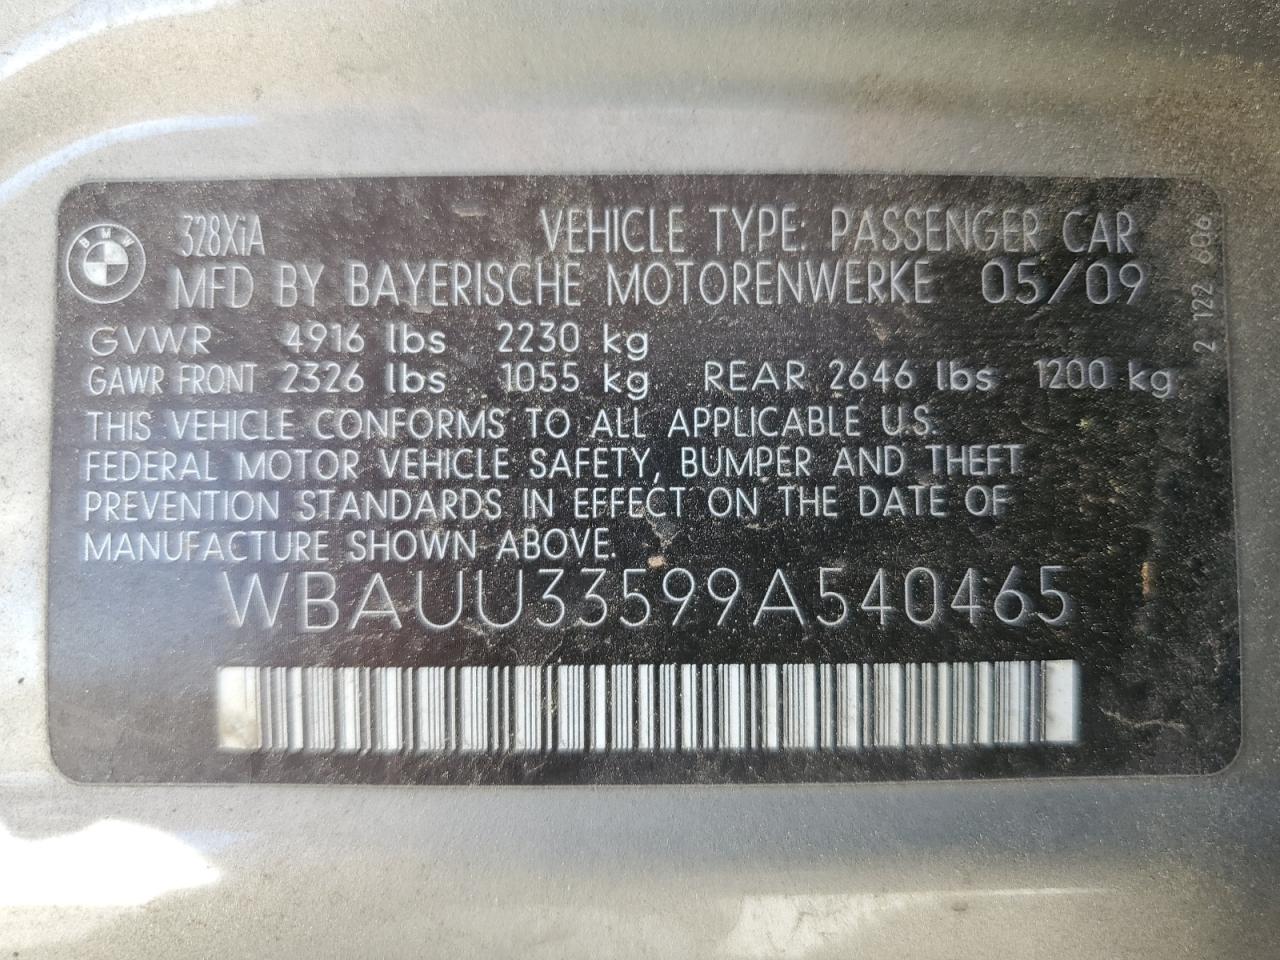 BMW
328XiA
VEHICLE TYPE: PASSENGER CAR
MFD BY BAYERISCHE MOTORENWERKE 05/09
GVWR 4916 lbs 2230 kg
GAWR FRONT 2326 lbs 1055 kg REAR 2646 lbs 1200 kg
THIS VEHICLE CONFORMS TO ALL APPLICABLE U.S.
FEDERAL MOTOR VEHICLE SAFETY, BUMPER AND THEFT
PREVENTION STANDARDS IN EFFECT ON THE DATE OF
MANUFACTURE SHOWN ABOVE.
WBAUU33599A540465
2 122 606